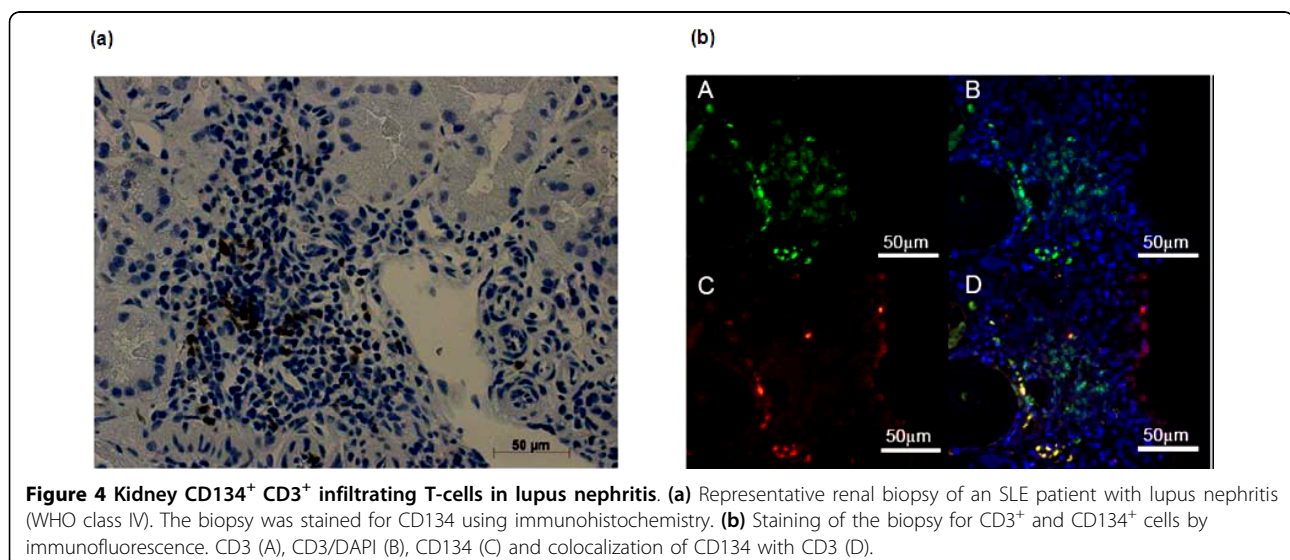 (a)
(b)
A
B
50µm
50µm
C
D
50 µm
50µm
50µm
Figure 4 Kidney CD134⁺ CD3⁺ infiltrating T-cells in lupus nephritis. (a) Representative renal biopsy of an SLE patient with lupus nephritis
(WHO class IV). The biopsy was stained for CD134 using immunohistochemistry. (b) Staining of the biopsy for CD3⁺ and CD134⁺ cells by
immunofluorescence. CD3 (A), CD3/DAPI (B), CD134 (C) and colocalization of CD134 with CD3 (D).